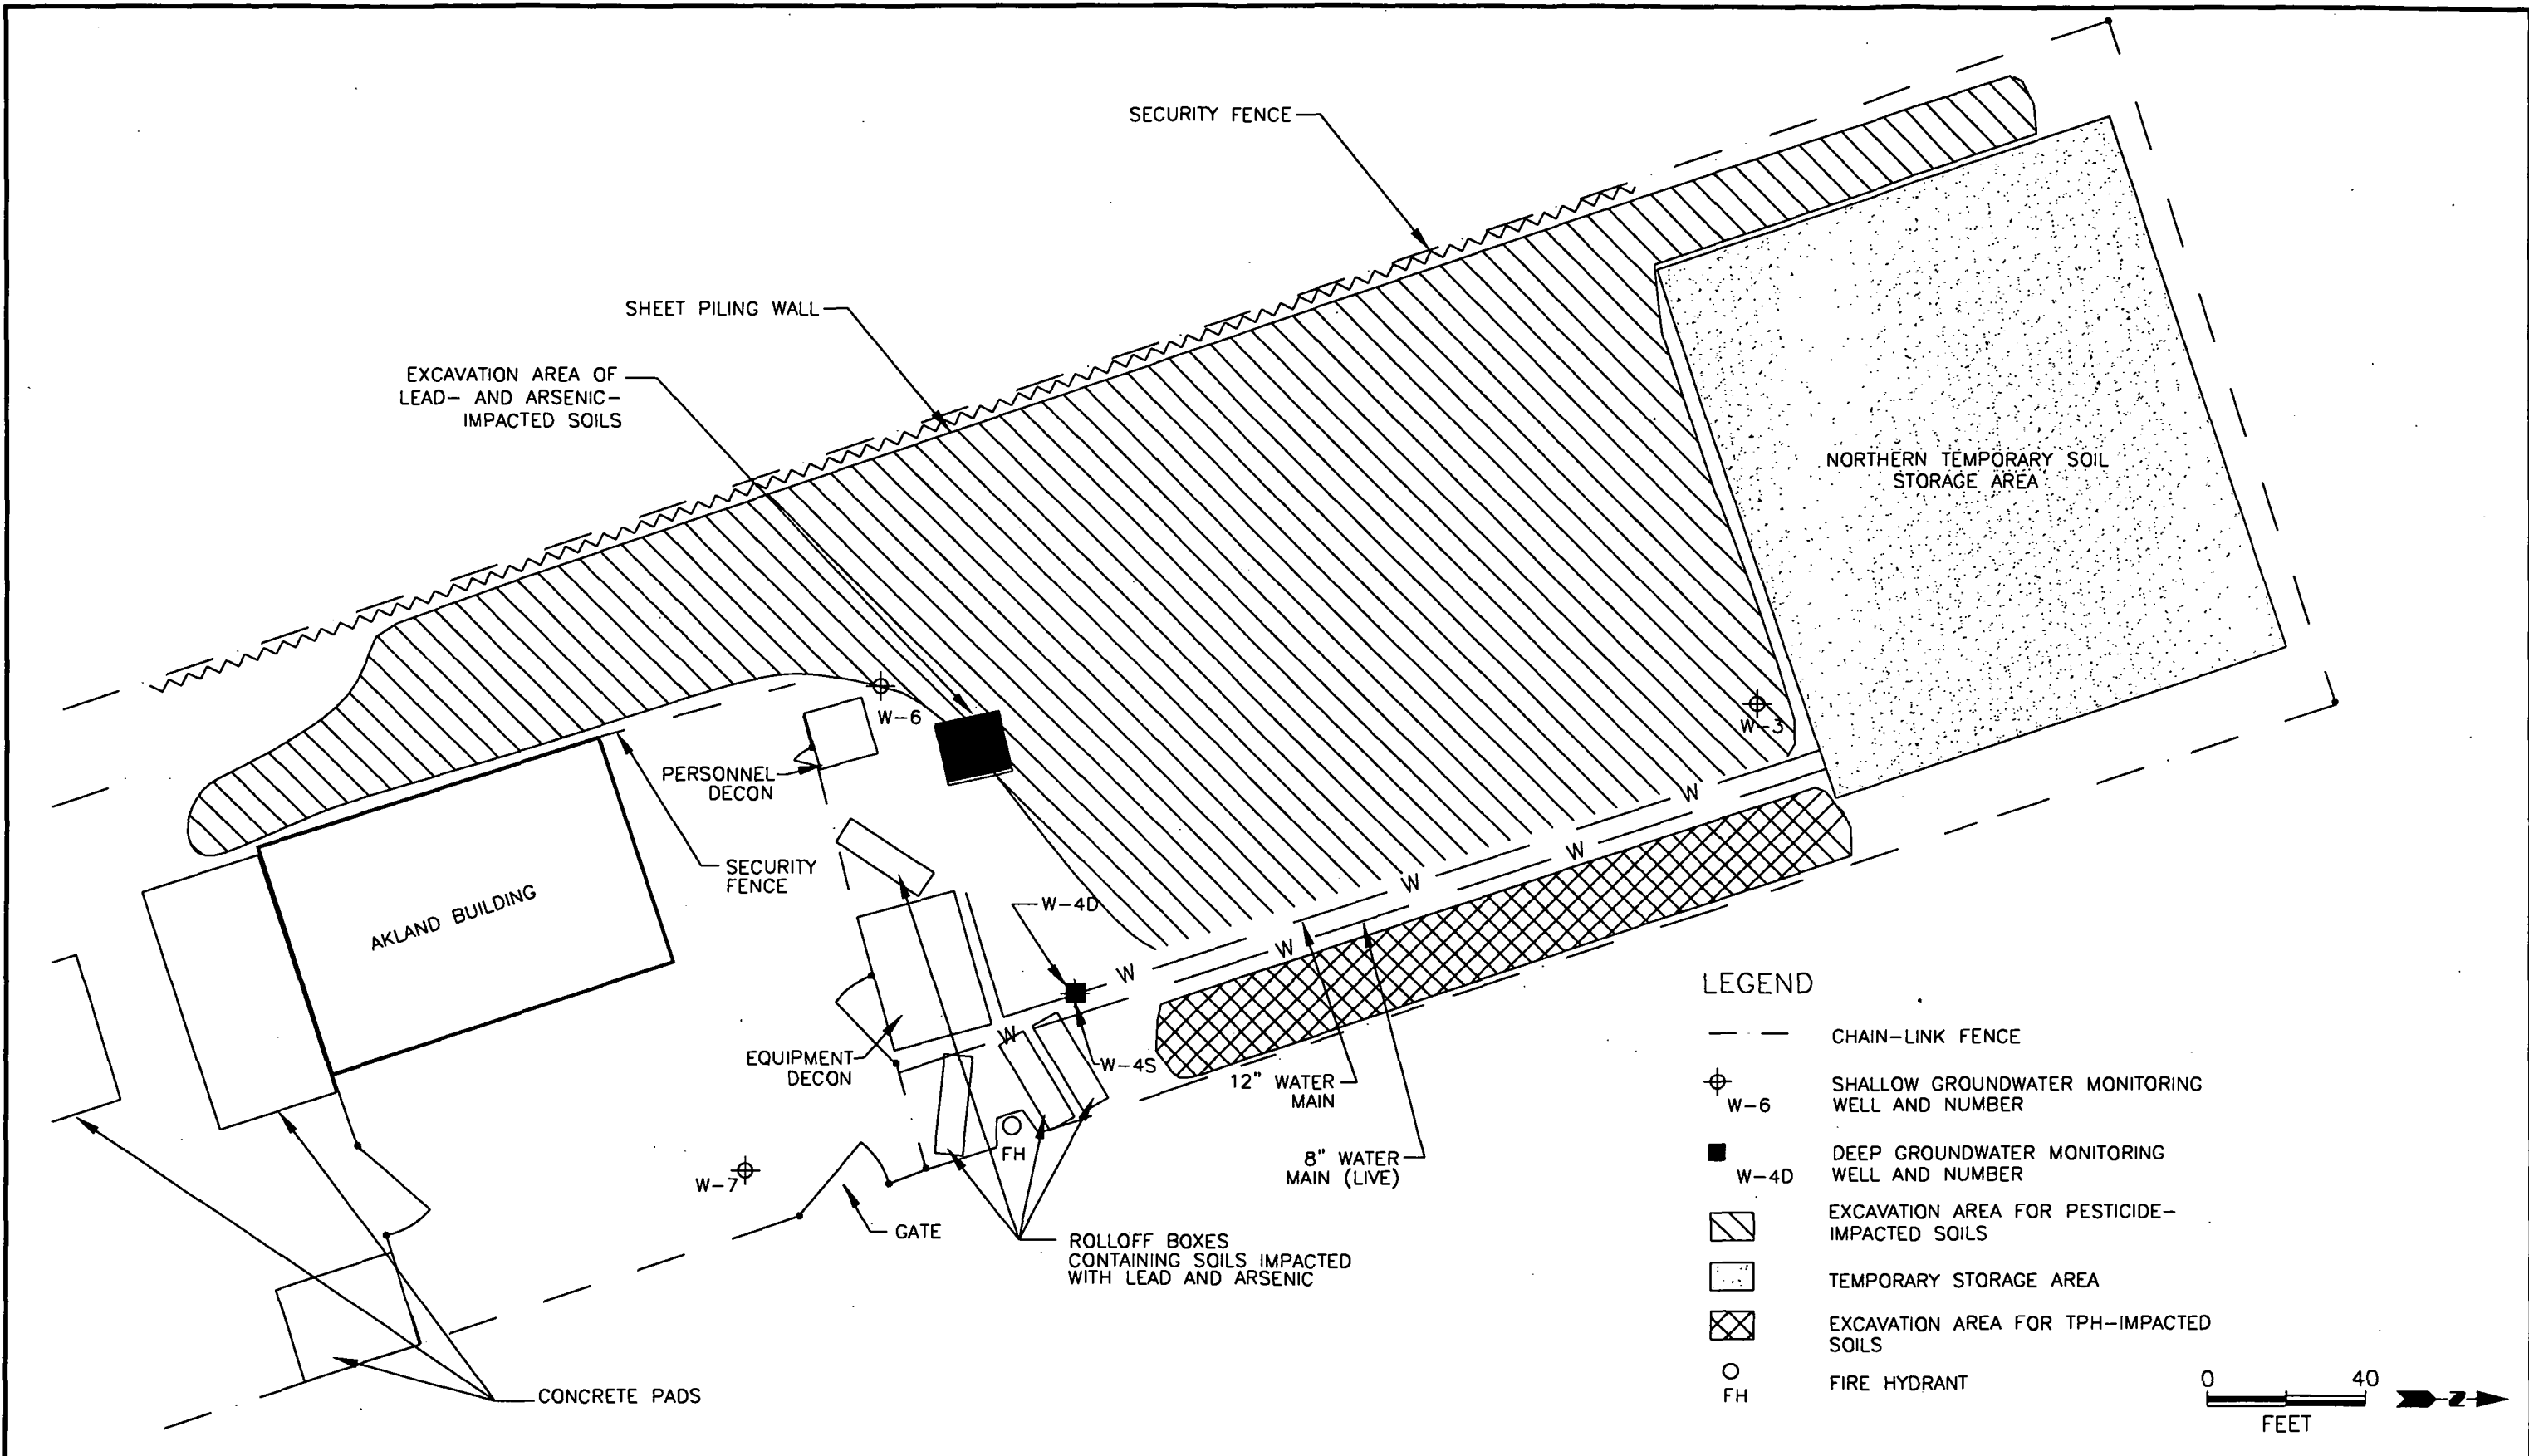 SECURITY FENCE
SHEET PILING WALL
EXCAVATION AREA OF
LEAD- AND ARSENIC-
IMPACTED SOILS
NORTHERN TEMPORARY SOIL
STORAGE AREA
W-6
W-3
PERSONNEL
DECON
W
W
SECURITY
FENCE
W
AKLAND BUILDING
W-4D
W
W
W
EQUIPMENT
DECON
W-4S
12" WATER
MAIN
FH
8" WATER
MAIN (LIVE)
W-7
GATE
ROLLOFF BOXES
CONTAINING SOILS IMPACTED
WITH LEAD AND ARSENIC
CONCRETE PADS
LEGEND
CHAIN-LINK FENCE
W-6
SHALLOW GROUNDWATER MONITORING
WELL AND NUMBER
W-4D
DEEP GROUNDWATER MONITORING
WELL AND NUMBER
EXCAVATION AREA FOR PESTICIDE-
IMPACTED SOILS
TEMPORARY STORAGE AREA
EXCAVATION AREA FOR TPH-IMPACTED
SOILS
FH
FIRE HYDRANT
0 40
FEET
Z